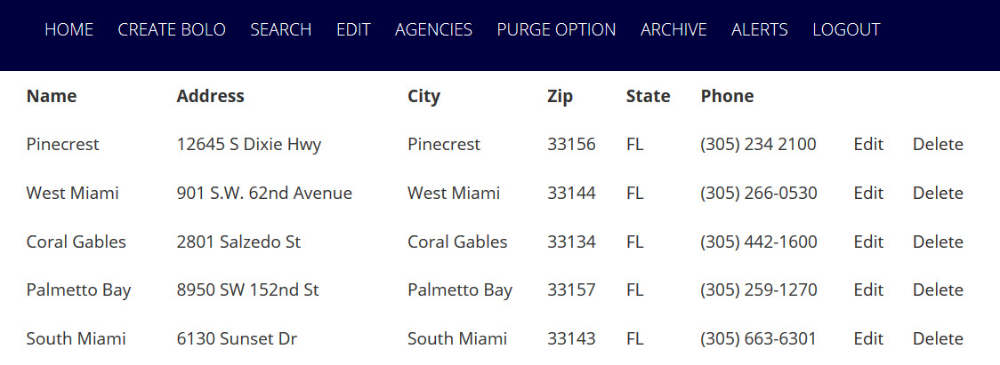 HOME CREATE BOLO SEARCH EDIT AGENCIES PURGE OPTION ARCHIVE ALERTS LOGOUT
Name Address City Zip State Phone
Pinecrest 12645 S Dixie Hwy Pinecrest 33156 FL (305) 234 2100 Edit Delete
West Miami 901 S.W. 62nd Avenue West Miami 33144 FL (305) 266-0530 Edit Delete
Coral Gables 2801 Salzedo St Coral Gables 33134 FL (305) 442-1600 Edit Delete
Palmetto Bay 8950 SW 152nd St Palmetto Bay 33157 FL (305) 259-1270 Edit Delete
South Miami 6130 Sunset Dr South Miami 33143 FL (305) 663-6301 Edit Delete